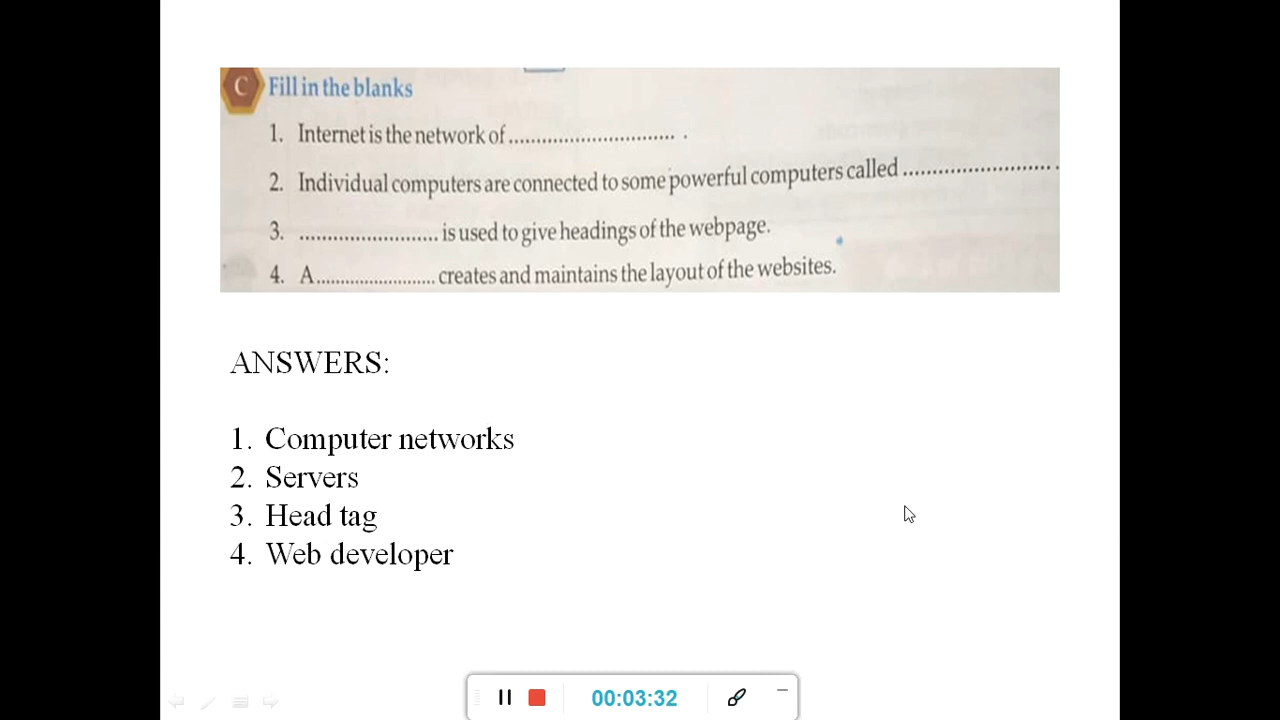 C Fill in the blanks
1. Internet is the network of .............................. .
2. Individual computers are connected to some powerful computers called ........................... .
3. ......................... is used to give headings of the webpage.
4. A ......................... creates and maintains the layout of the websites.
ANSWERS:
1. Computer networks
2. Servers
3. Head tag
4. Web developer
00:03:32